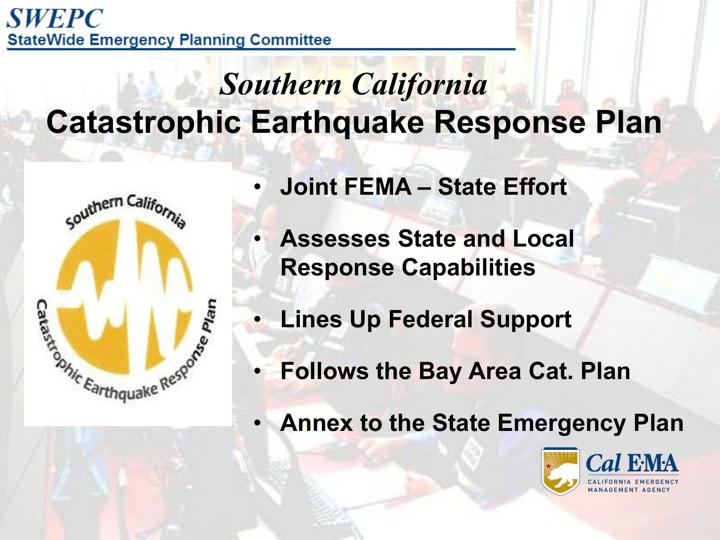 SWEPC
StateWide Emergency Planning Committee
Southern California
Catastrophic Earthquake Response Plan
Southern California
Catastrophic Earthquake Response Plan
• Joint FEMA – State Effort
• Assesses State and Local
Response Capabilities
• Lines Up Federal Support
• Follows the Bay Area Cat. Plan
• Annex to the State Emergency Plan
Cal E·M·A
CALIFORNIA EMERGENCY
MANAGEMENT AGENCY